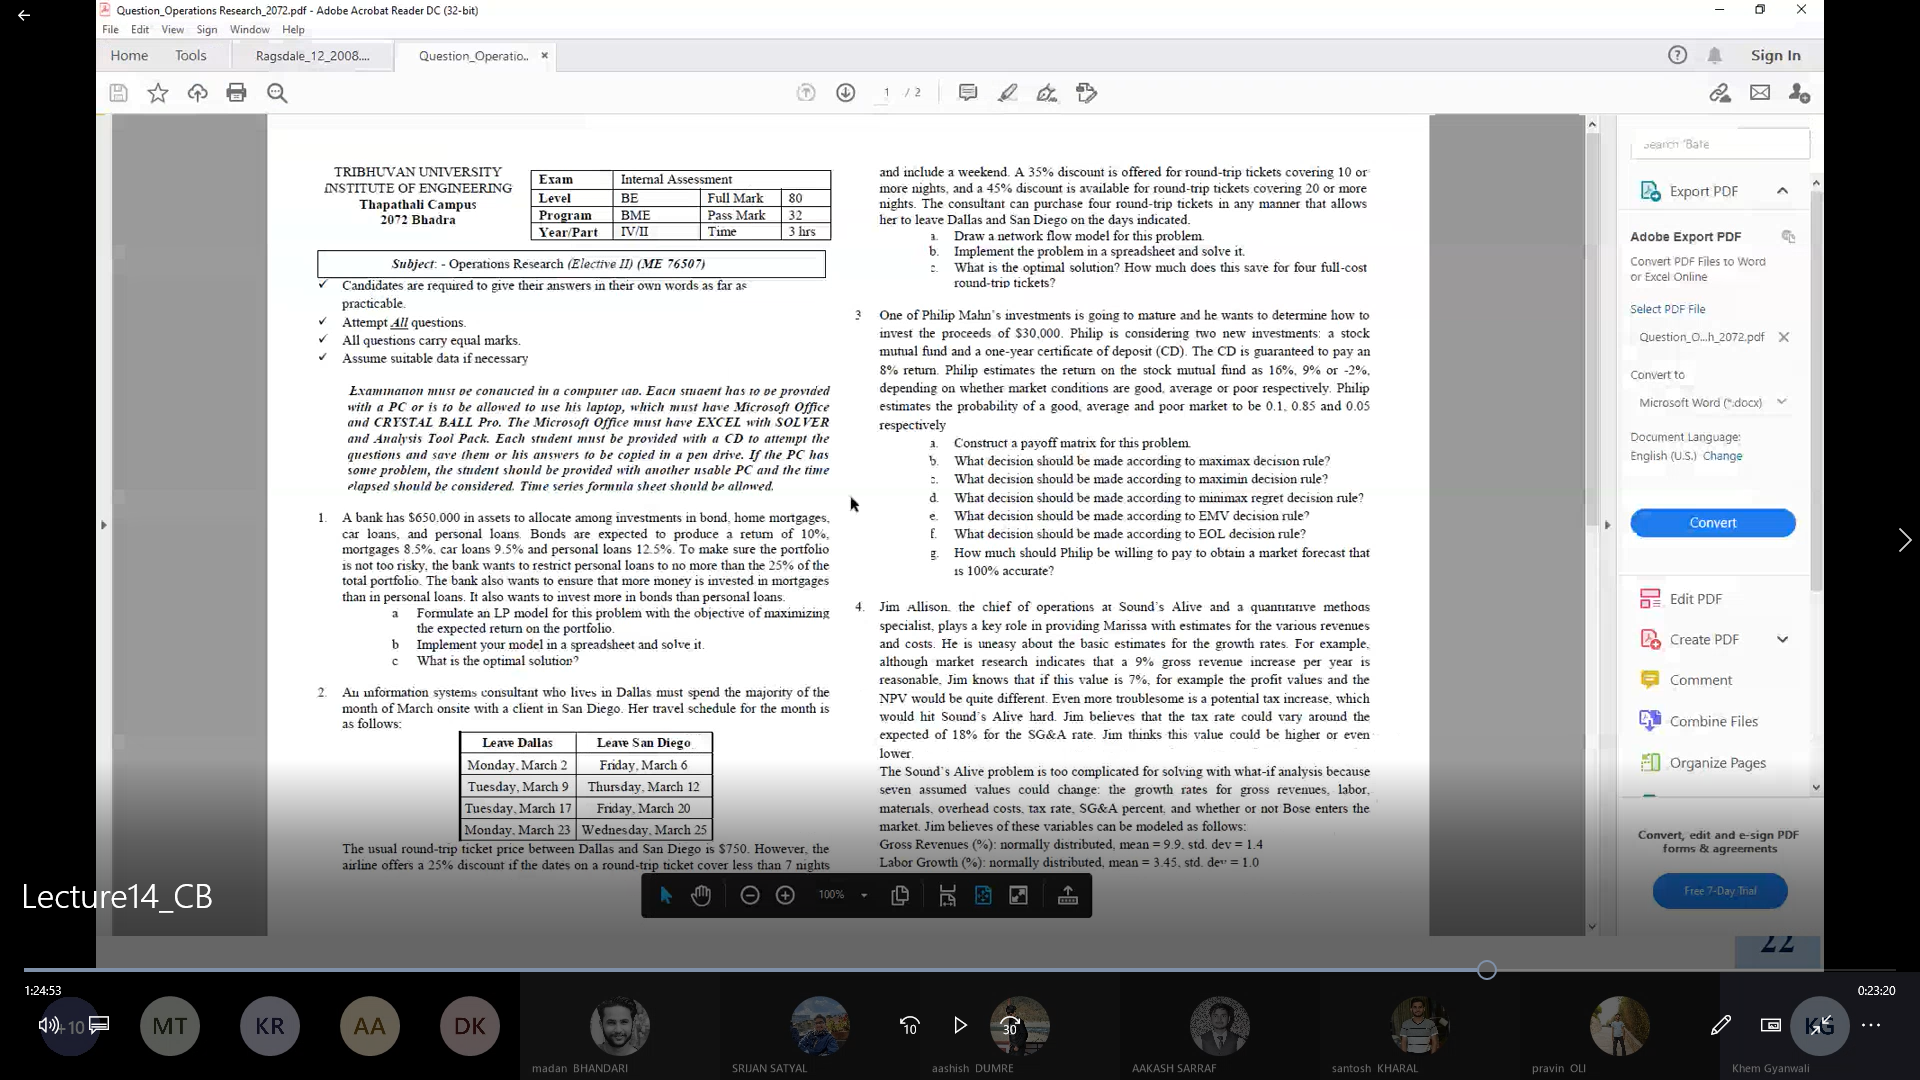 Question_Operations Research_2072.pdf - Adobe Acrobat Reader DC (32-bit)
File Edit View Window Sign Help
Home Tools Ragsdale_12_2008.... Question_Operatio.. × Sign In
1 / 2
TRIBHUVAN UNIVERSITY
INSTITUTE OF ENGINEERING
Thapathali Campus
2072 Bhadra
Exam Internal Assessment
Level BE Full Mark 80
Program BME Pass Mark 32
Year/Part IV/II Time 3 hrs
Subject: - Operations Research (Elective II) (ME 76507)
✓ Candidates are required to give their answers in their own words as far as
practicable.
✓ Attempt All questions.
✓ All questions carry equal marks.
✓ Assume suitable data if necessary
Examination must be conducted in a computer lab. Each student has to be provided
with a PC or is to be allowed to use his laptop, which must have Microsoft Office
and CRYSTAL BALL Pro. The Microsoft Office must have EXCEL with SOLVER
and Analysis Tool Pack. Each student must be provided with a CD to attempt the
questions and save them or his answers to be copied in a pen drive. If the PC has
some problem, the student should be provided with another usable PC and the time
elapsed should be considered. Time series formula sheet should be allowed.
1. A bank has $650,000 in assets to allocate among investments in bond, home mortgages,
car loans, and personal loans. Bonds are expected to produce a return of 10%,
mortgages 8.5%, car loans 9.5% and personal loans 12.5%. To make sure the portfolio
is not too risky, the bank wants to restrict personal loans to no more than the 25% of the
total portfolio. The bank also wants to ensure that more money is invested in mortgages
than in personal loans. It also wants to invest more in bonds than personal loans.
a Formulate an LP model for this problem with the objective of maximizing
the expected return on the portfolio.
b Implement your model in a spreadsheet and solve it.
c What is the optimal solution?
2. An information systems consultant who lives in Dallas must spend the majority of the
month of March onsite with a client in San Diego. Her travel schedule for the month is
as follows:
Leave Dallas Leave San Diego
Monday, March 2 Friday, March 6
Tuesday, March 9 Thursday, March 12
Tuesday, March 17 Friday, March 20
Monday, March 23 Wednesday, March 25
The usual round-trip ticket price between Dallas and San Diego is $750. However, the
airline offers a 25% discount if the dates on a round-trip ticket cover less than 7 nights
and include a weekend. A 35% discount is offered for round-trip tickets covering 10 or
more nights, and a 45% discount is available for round-trip tickets covering 20 or more
nights. The consultant can purchase four round-trip tickets in any manner that allows
her to leave Dallas and San Diego on the days indicated.
a. Draw a network flow model for this problem.
b. Implement the problem in a spreadsheet and solve it.
c. What is the optimal solution? How much does this save for four full-cost
round-trip tickets?
3 One of Philip Mahn's investments is going to mature and he wants to determine how to
invest the proceeds of $30,000. Philip is considering two new investments: a stock
mutual fund and a one-year certificate of deposit (CD). The CD is guaranteed to pay an
8% return. Philip estimates the return on the stock mutual fund as 16%, 9% or -2%,
depending on whether market conditions are good, average or poor respectively. Philip
estimates the probability of a good, average and poor market to be 0.1, 0.85 and 0.05
respectively
a. Construct a payoff matrix for this problem.
b. What decision should be made according to maximax decision rule?
c. What decision should be made according to maximin decision rule?
d. What decision should be made according to minimax regret decision rule?
e. What decision should be made according to EMV decision rule?
f. What decision should be made according to EOL decision rule?
g. How much should Philip be willing to pay to obtain a market forecast that
is 100% accurate?
4. Jim Allison, the chief of operations at Sound's Alive and a quantitative methods
specialist, plays a key role in providing Marissa with estimates for the various revenues
and costs. He is uneasy about the basic estimates for the growth rates. For example,
although market research indicates that a 9% gross revenue increase per year is
reasonable, Jim knows that if this value is 7%, for example the profit values and the
NPV would be quite different. Even more troublesome is a potential tax increase, which
would hit Sound's Alive hard. Jim believes that the tax rate could vary around the
expected of 18% for the SG&A rate. Jim thinks this value could be higher or even
lower.
The Sound's Alive problem is too complicated for solving with what-if analysis because
seven assumed values could change: the growth rates for gross revenues, labor,
materials, overhead costs, tax rate, SG&A percent, and whether or not Bose enters the
market. Jim believes of these variables can be modeled as follows:
Gross Revenues (%): normally distributed, mean = 9.9, std. dev = 1.4
Labor Growth (%): normally distributed, mean = 3.45, std. dev = 1.0
Export PDF
Adobe Export PDF
Convert PDF Files to Word
or Excel Online
Select PDF File
Question_O...h_2072.pdf ×
Convert to
Microsoft Word (*.docx)
Document Language:
English (U.S.) Change
Convert
Edit PDF
Create PDF
Comment
Combine Files
Organize Pages
Convert, edit and e-sign PDF
forms & agreements
Free 7-Day Trial
100%
Lecture14_CB
22
1:24:53
0:23:20
+10 MT KR AA DK 10 30 KG
madan BHANDARI SRIJAN SATYAL aashish DUMRE AAKASH SARRAF santosh KHARAL pravin OLI Khem Gyanwali